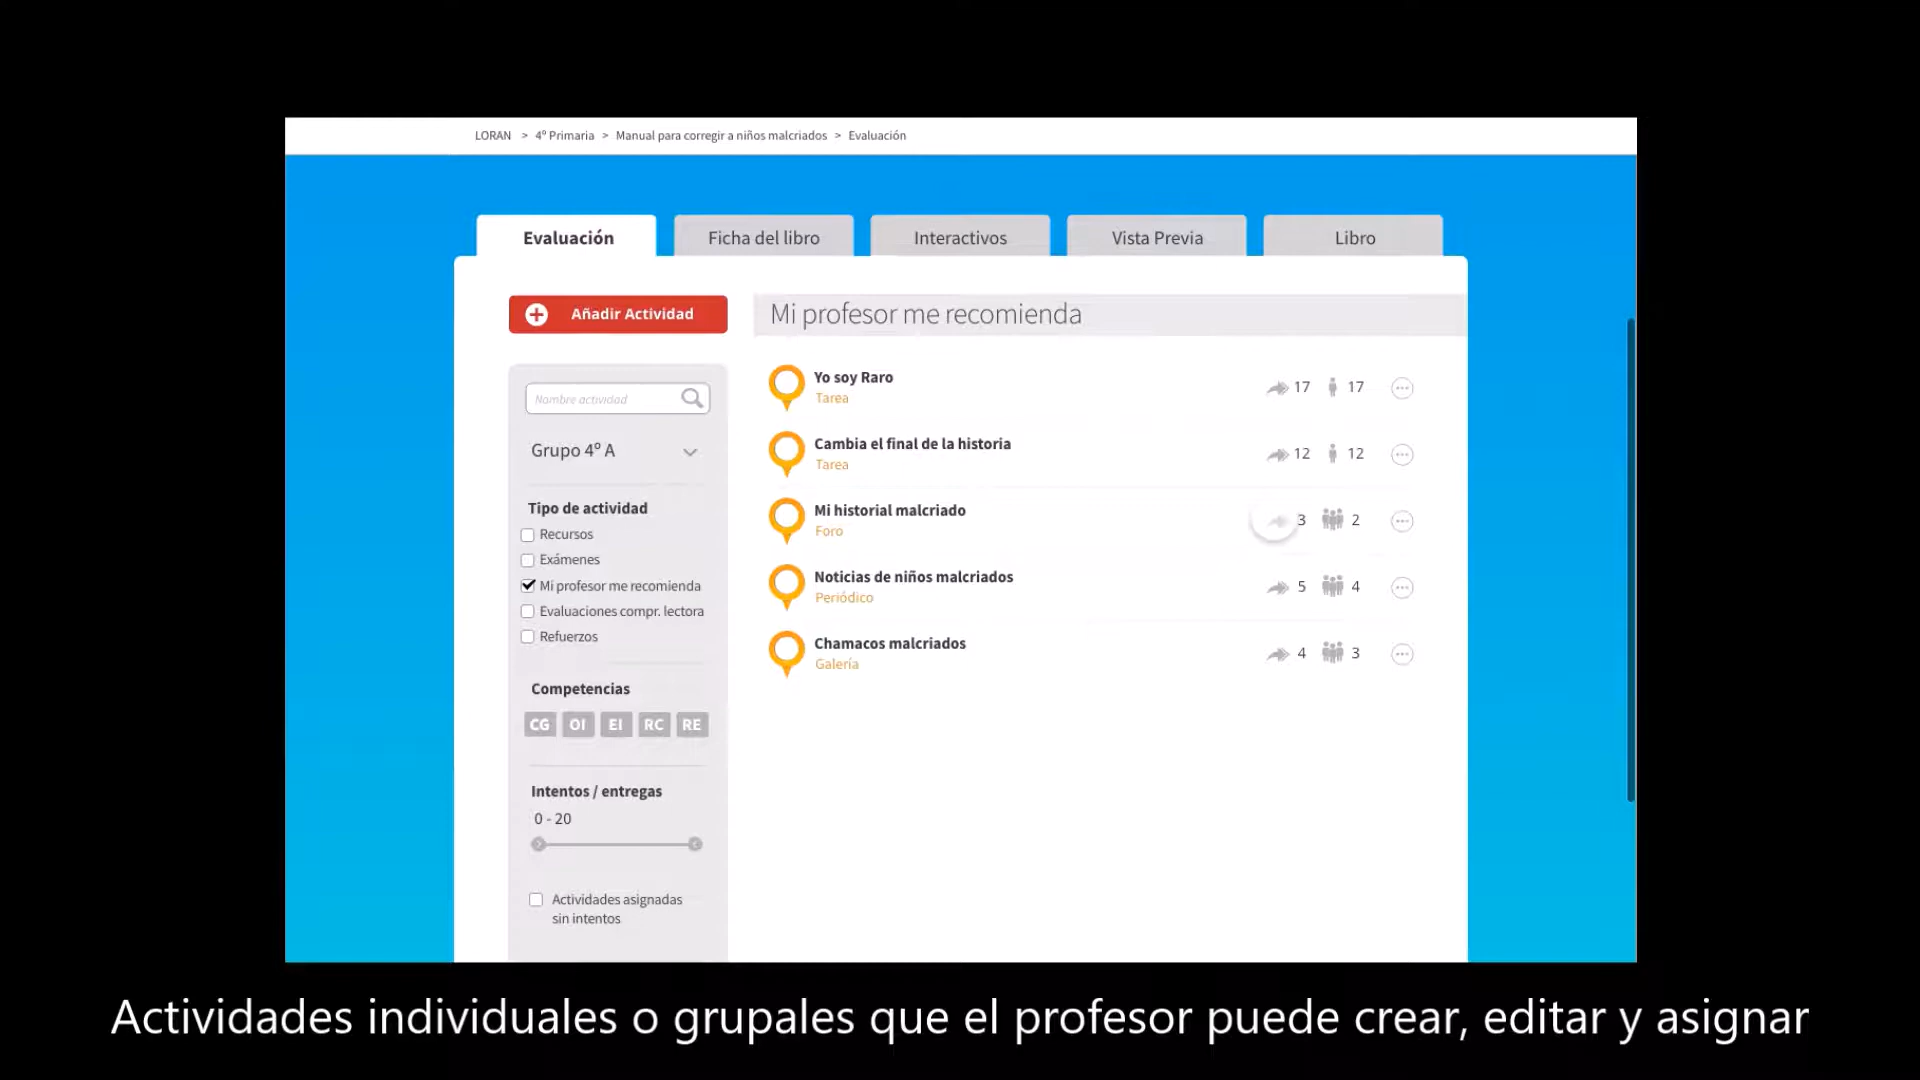 LORAN > 4º Primaria > Manual para corregir a niños malcriados > Evaluación
Evaluación
Ficha del libro
Interactivos
Vista Previa
Libro
Añadir Actividad
Mi profesor me recomienda
Nombre actividad
Grupo 4º A
Tipo de actividad
Recursos
Exámenes
Mi profesor me recomienda
Evaluaciones compr. lectora
Refuerzos
Competencias
CG OI EI RC RE
Intentos / entregas
0 - 20
Actividades asignadas
sin intentos
Yo soy Raro
Tarea
17 17
Cambia el final de la historia
Tarea
12 12
Mi historial malcriado
Foro
3 2
Noticias de niños malcriados
Periódico
5 4
Chamacos malcriados
Galería
4 3
Actividades individuales o grupales que el profesor puede crear, editar y asignar